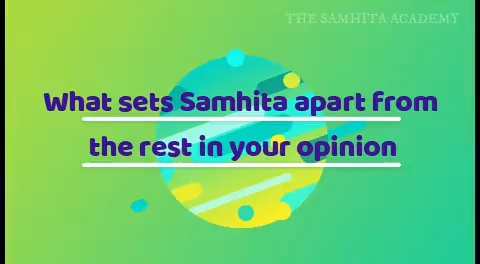 THE SAMHITA ACADEMY
What sets Samhita apart from
the rest in your opinion